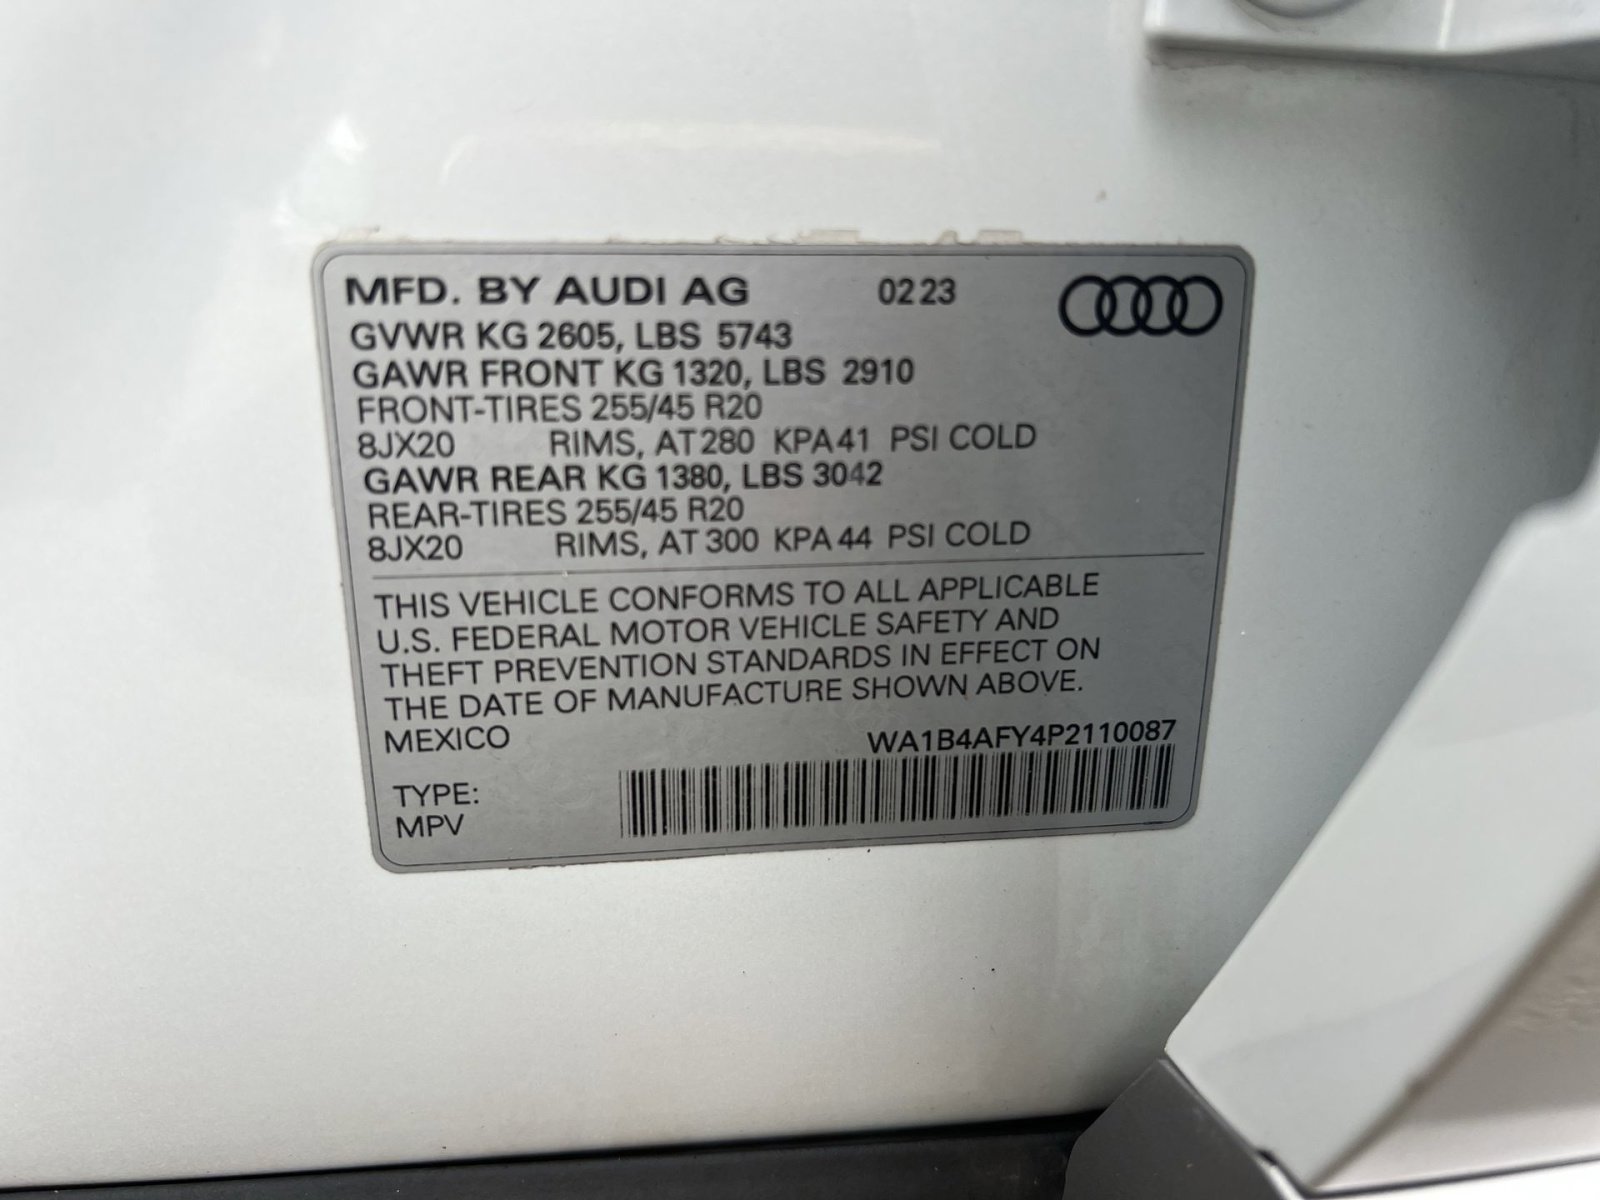 MFD. BY AUDI AG 02 23
GVWR KG 2605, LBS 5743
GAWR FRONT KG 1320, LBS 2910
FRONT-TIRES 255/45 R20
8JX20 RIMS, AT 280 KPA 41 PSI COLD
GAWR REAR KG 1380, LBS 3042
REAR-TIRES 255/45 R20
8JX20 RIMS, AT 300 KPA 44 PSI COLD
THIS VEHICLE CONFORMS TO ALL APPLICABLE
U.S. FEDERAL MOTOR VEHICLE SAFETY AND
THEFT PREVENTION STANDARDS IN EFFECT ON
THE DATE OF MANUFACTURE SHOWN ABOVE.
MEXICO WA1B4AFY4P2110087
TYPE:
MPV